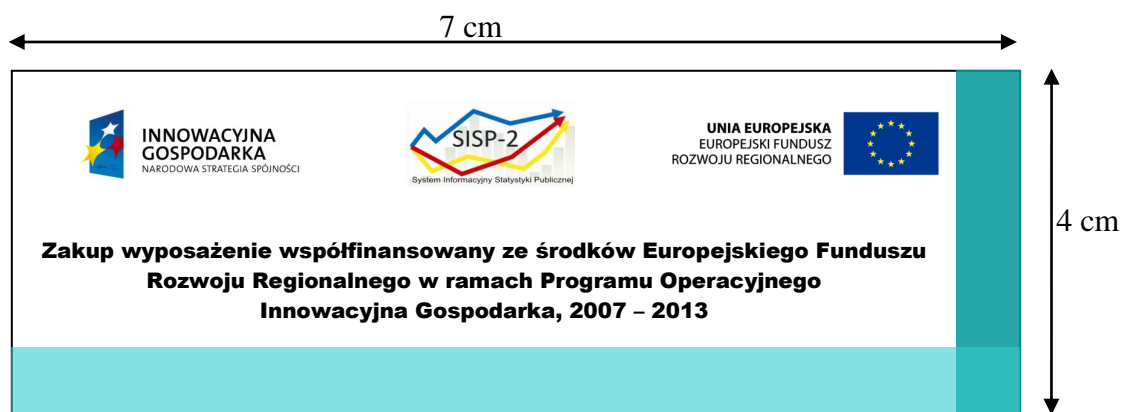 7 cm
INNOWACYJNA
GOSPODARKA
NARODOWA STRATEGIA SPÓJNOŚCI
SISP-2
System Informacyjny Statystyki Publicznej
UNIA EUROPEJSKA
EUROPEJSKI FUNDUSZ
ROZWOJU REGIONALNEGO
4 cm
Zakup wyposażenie współfinansowany ze środków Europejskiego Funduszu
Rozwoju Regionalnego w ramach Programu Operacyjnego
Innowacyjna Gospodarka, 2007 – 2013